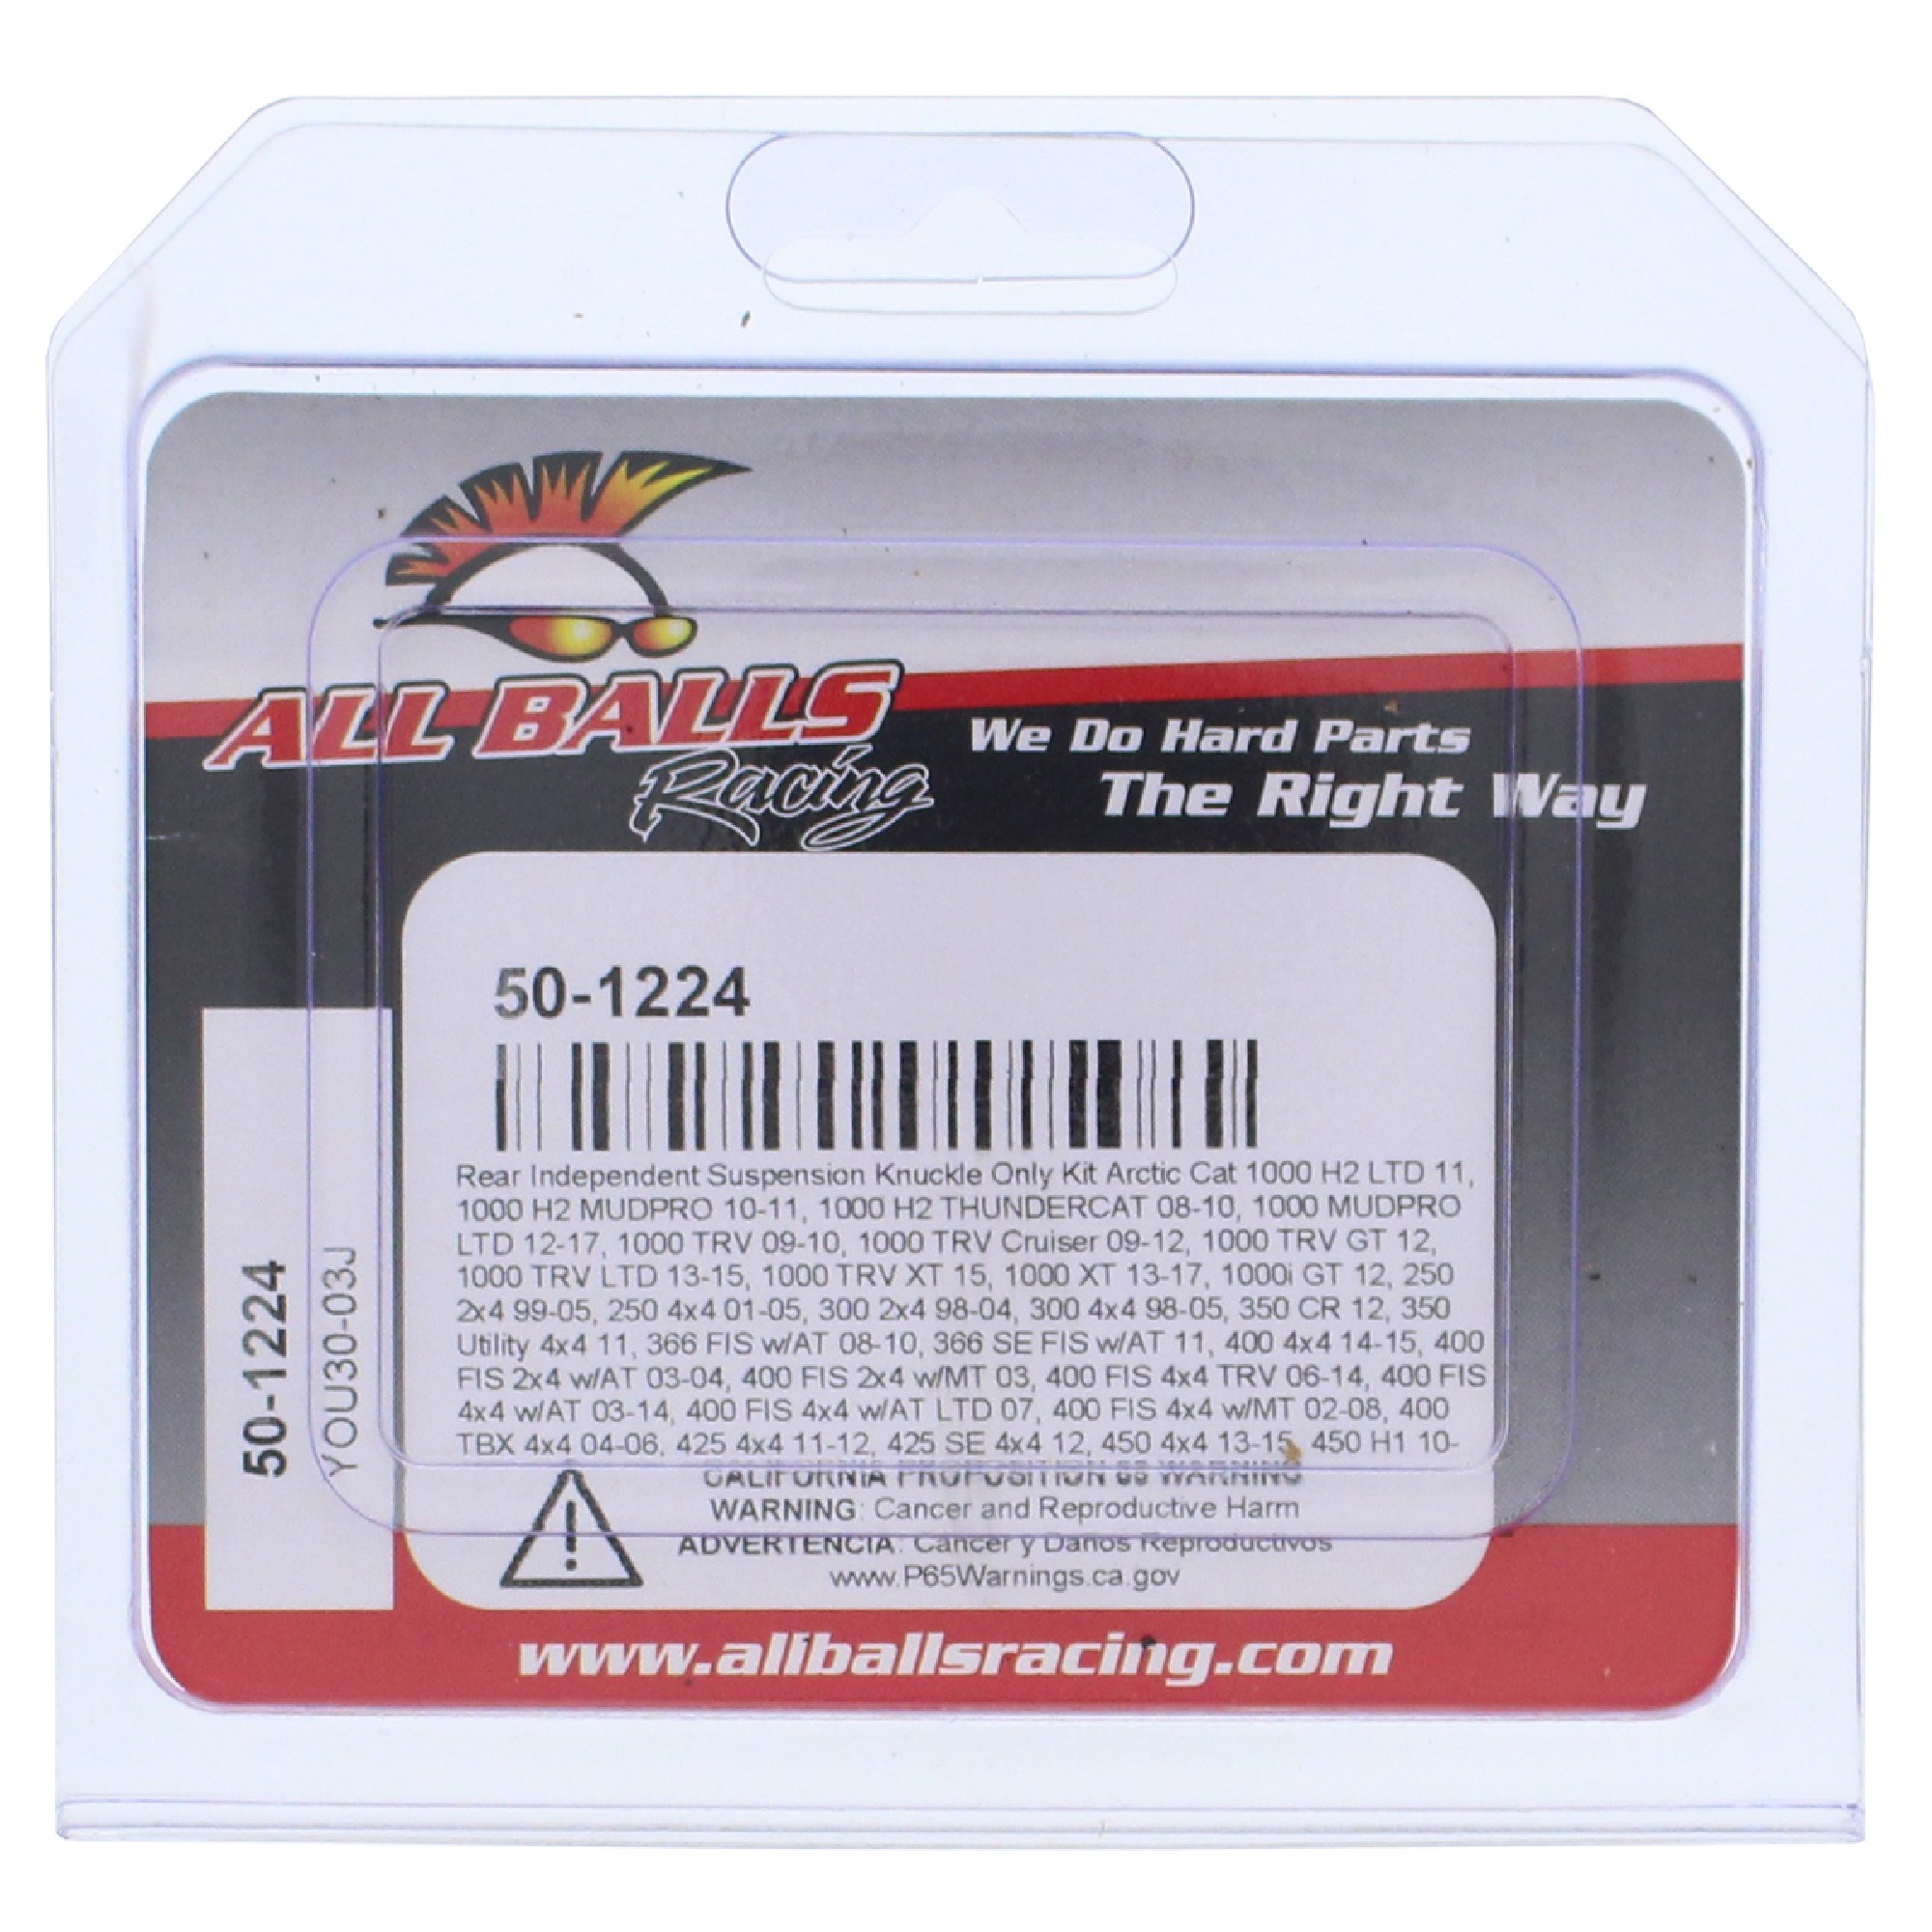 ALL BALLS
Racing
We Do Hard Parts
The Right Way
50-1224
Rear Independent Suspension Knuckle Only Kit Arctic Cat 1000 H2 LTD 11,
1000 H2 MUDPRO 10-11, 1000 H2 THUNDERCAT 08-10, 1000 MUDPRO
LTD 12-17, 1000 TRV 09-10, 1000 TRV Cruiser 09-12, 1000 TRV GT 12,
1000 TRV LTD 13-15, 1000 TRV XT 15, 1000 XT 13-17, 1000i GT 12, 250
2x4 99-05, 250 4x4 01-05, 300 2x4 98-04, 300 4x4 98-05, 350 CR 12, 350
Utility 4x4 11, 366 FIS w/AT 08-10, 366 SE FIS w/AT 11, 400 4x4 14-15, 400
FIS 2x4 w/AT 03-04, 400 FIS 2x4 w/MT 03, 400 FIS 4x4 TRV 06-14, 400 FIS
4x4 w/AT 03-14, 400 FIS 4x4 w/AT LTD 07, 400 FIS 4x4 w/MT 02-08, 400
TBX 4x4 04-06, 425 4x4 11-12, 425 SE 4x4 12, 450 4x4 13-15, 450 H1 10-
CALIFORNIA PROPOSITION 65 WARNING
WARNING: Cancer and Reproductive Harm
ADVERTENCIA: Cancer y Danos Reproductivos
www.P65Warnings.ca.gov
50-1224
YOU30-03J
www.allballsracing.com